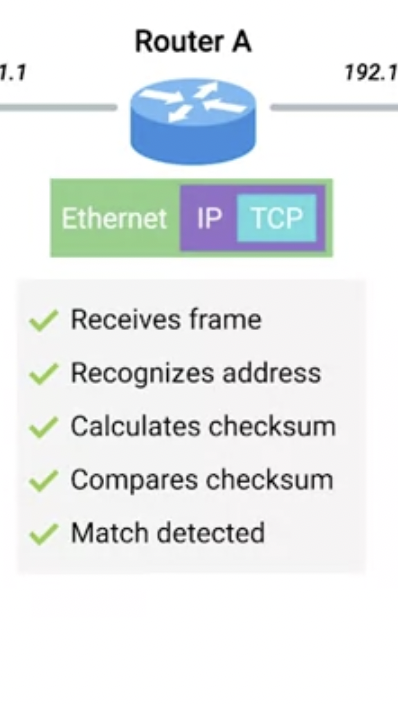 Router A
1.1
192.1
Ethernet IP TCP
Receives frame
Recognizes address
Calculates checksum
Compares checksum
Match detected